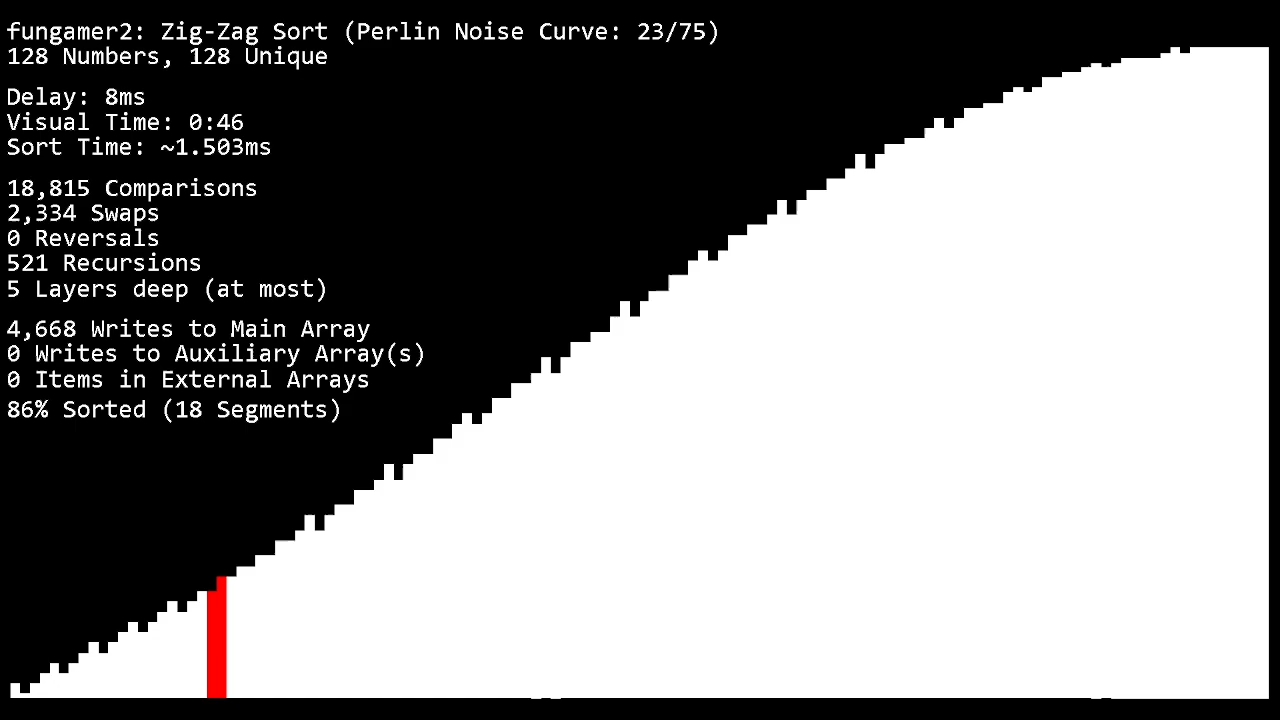 fungamer2: Zig-Zag Sort (Perlin Noise Curve: 23/75)
128 Numbers, 128 Unique
Delay: 8ms
Visual Time: 0:46
Sort Time: ~1.503ms
18,815 Comparisons
2,334 Swaps
0 Reversals
521 Recursions
5 Layers deep (at most)
4,668 Writes to Main Array
0 Writes to Auxiliary Array(s)
0 Items in External Arrays
86% Sorted (18 Segments)